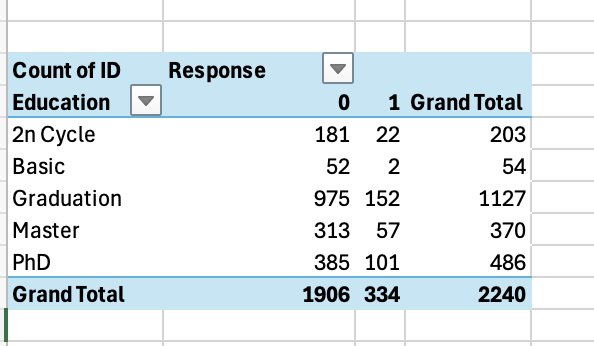 Count of ID Response
Education 0 1 Grand Total
2n Cycle 181 22 203
Basic 52 2 54
Graduation 975 152 1127
Master 313 57 370
PhD 385 101 486
Grand Total 1906 334 2240